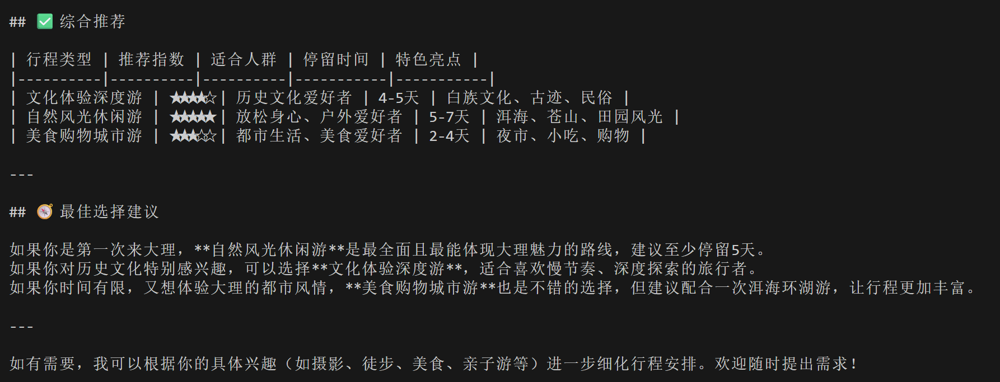 ## ✅ 综合推荐
| 行程类型 | 推荐指数 | 适合人群 | 停留时间 | 特色亮点 |
|----------|----------|----------|-----------|-----------|
| 文化体验深度游 | ★★★★☆ | 历史文化爱好者 | 4-5天 | 白族文化、古迹、民俗 |
| 自然风光休闲游 | ★★★★★ | 放松身心、户外爱好者 | 5-7天 | 洱海、苍山、田园风光 |
| 美食购物城市游 | ★★★☆☆ | 都市生活、美食爱好者 | 2-4天 | 夜市、小吃、购物 |
---
## 🧭 最佳选择建议
如果你是第一次来大理，**自然风光休闲游**是最全面且最能体现大理魅力的路线，建议至少停留5天。
如果你对历史文化特别感兴趣，可以选择**文化体验深度游**，适合喜欢慢节奏、深度探索的旅行者。
如果你时间有限，又想体验大理的都市风情，**美食购物城市游**也是不错的选择，但建议配合一次洱海环湖游，让行程更加丰富。
---
如有需要，我可以根据你的具体兴趣（如摄影、徒步、美食、亲子游等）进一步细化行程安排。欢迎随时提出需求！